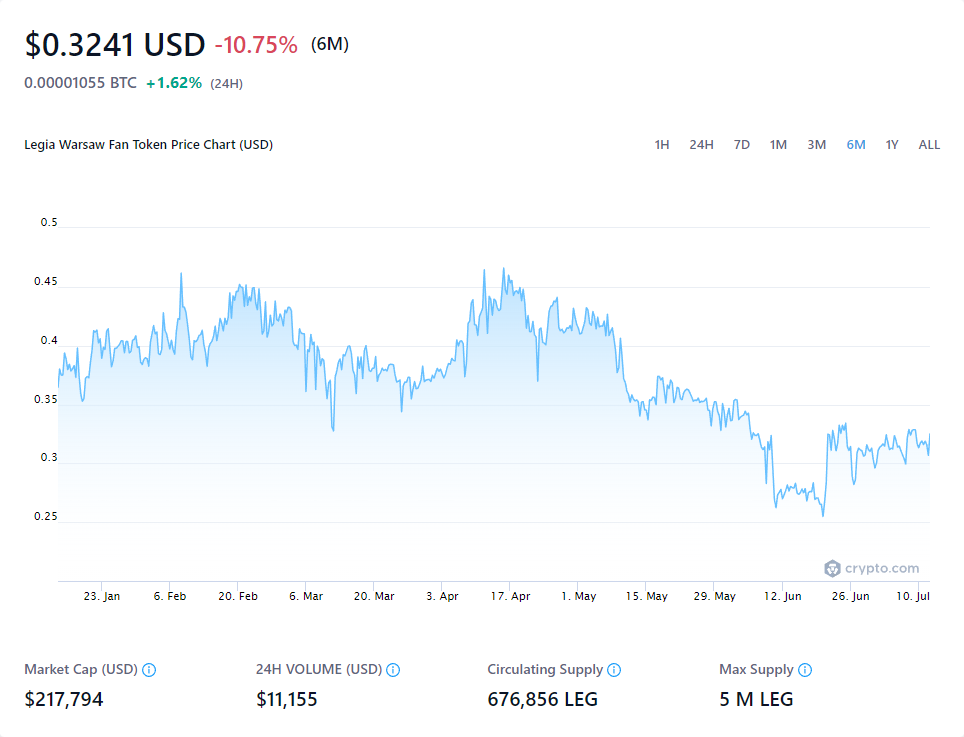 $0.3241 USD -10.75% (6M)
0.00001055 BTC +1.62% (24H)
Legia Warsaw Fan Token Price Chart (USD) 1H 24H 7D 1M 3M 6M 1Y ALL
0.5
0.45
0.4
0.35
0.3
0.25
crypto.com
23. Jan 6. Feb 20. Feb 6. Mar 20. Mar 3. Apr 17. Apr 1. May 15. May 29. May 12. Jun 26. Jun 10. Jul
Market Cap (USD) 24H VOLUME (USD) Circulating Supply Max Supply
$217,794 $11,155 676,856 LEG 5 M LEG